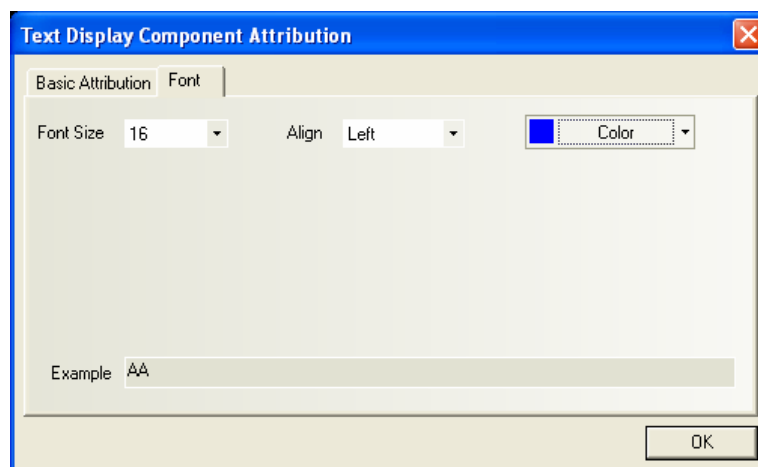 Text Display Component Attribution
Basic Attribution Font
Font Size 16 Align Left Color
Example AA
OK